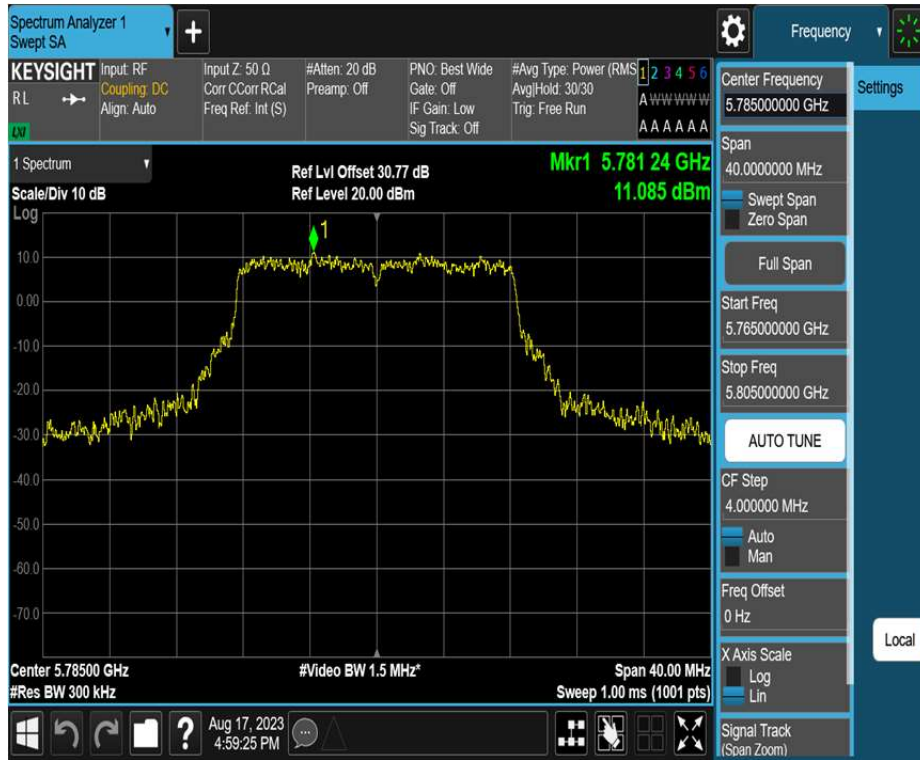 Spectrum Analyzer 1
Swept SA
+
Frequency
KEYSIGHT
RL
LXI
Input: RF
Coupling: DC
Align: Auto
Input Z: 50 Ω
Corr CCorr RCal
Freq Ref: Int (S)
#Atten: 20 dB
Preamp: Off
PNO: Best Wide
Gate: Off
IF Gain: Low
Sig Track: Off
#Avg Type: Power (RMS
Avg|Hold: 30/30
Trig: Free Run
1 2 3 4 5 6
A W W W W W
A A A A A A
1 Spectrum
Scale/Div 10 dB
Log
Ref Lvl Offset 30.77 dB
Ref Level 20.00 dBm
Mkr1 5.781 24 GHz
11.085 dBm
1
10.0
0.00
-10.0
-20.0
-30.0
-40.0
-50.0
-60.0
-70.0
Center 5.78500 GHz
#Res BW 300 kHz
#Video BW 1.5 MHz*
Span 40.00 MHz
Sweep 1.00 ms (1001 pts)
Aug 17, 2023
4:59:25 PM
?
Center Frequency
5.785000000 GHz
Settings
Span
40.0000000 MHz
Swept Span
Zero Span
Full Span
Start Freq
5.765000000 GHz
Stop Freq
5.805000000 GHz
AUTO TUNE
CF Step
4.000000 MHz
Auto
Man
Freq Offset
0 Hz
Local
X Axis Scale
Log
Lin
Signal Track
(Span Zoom)